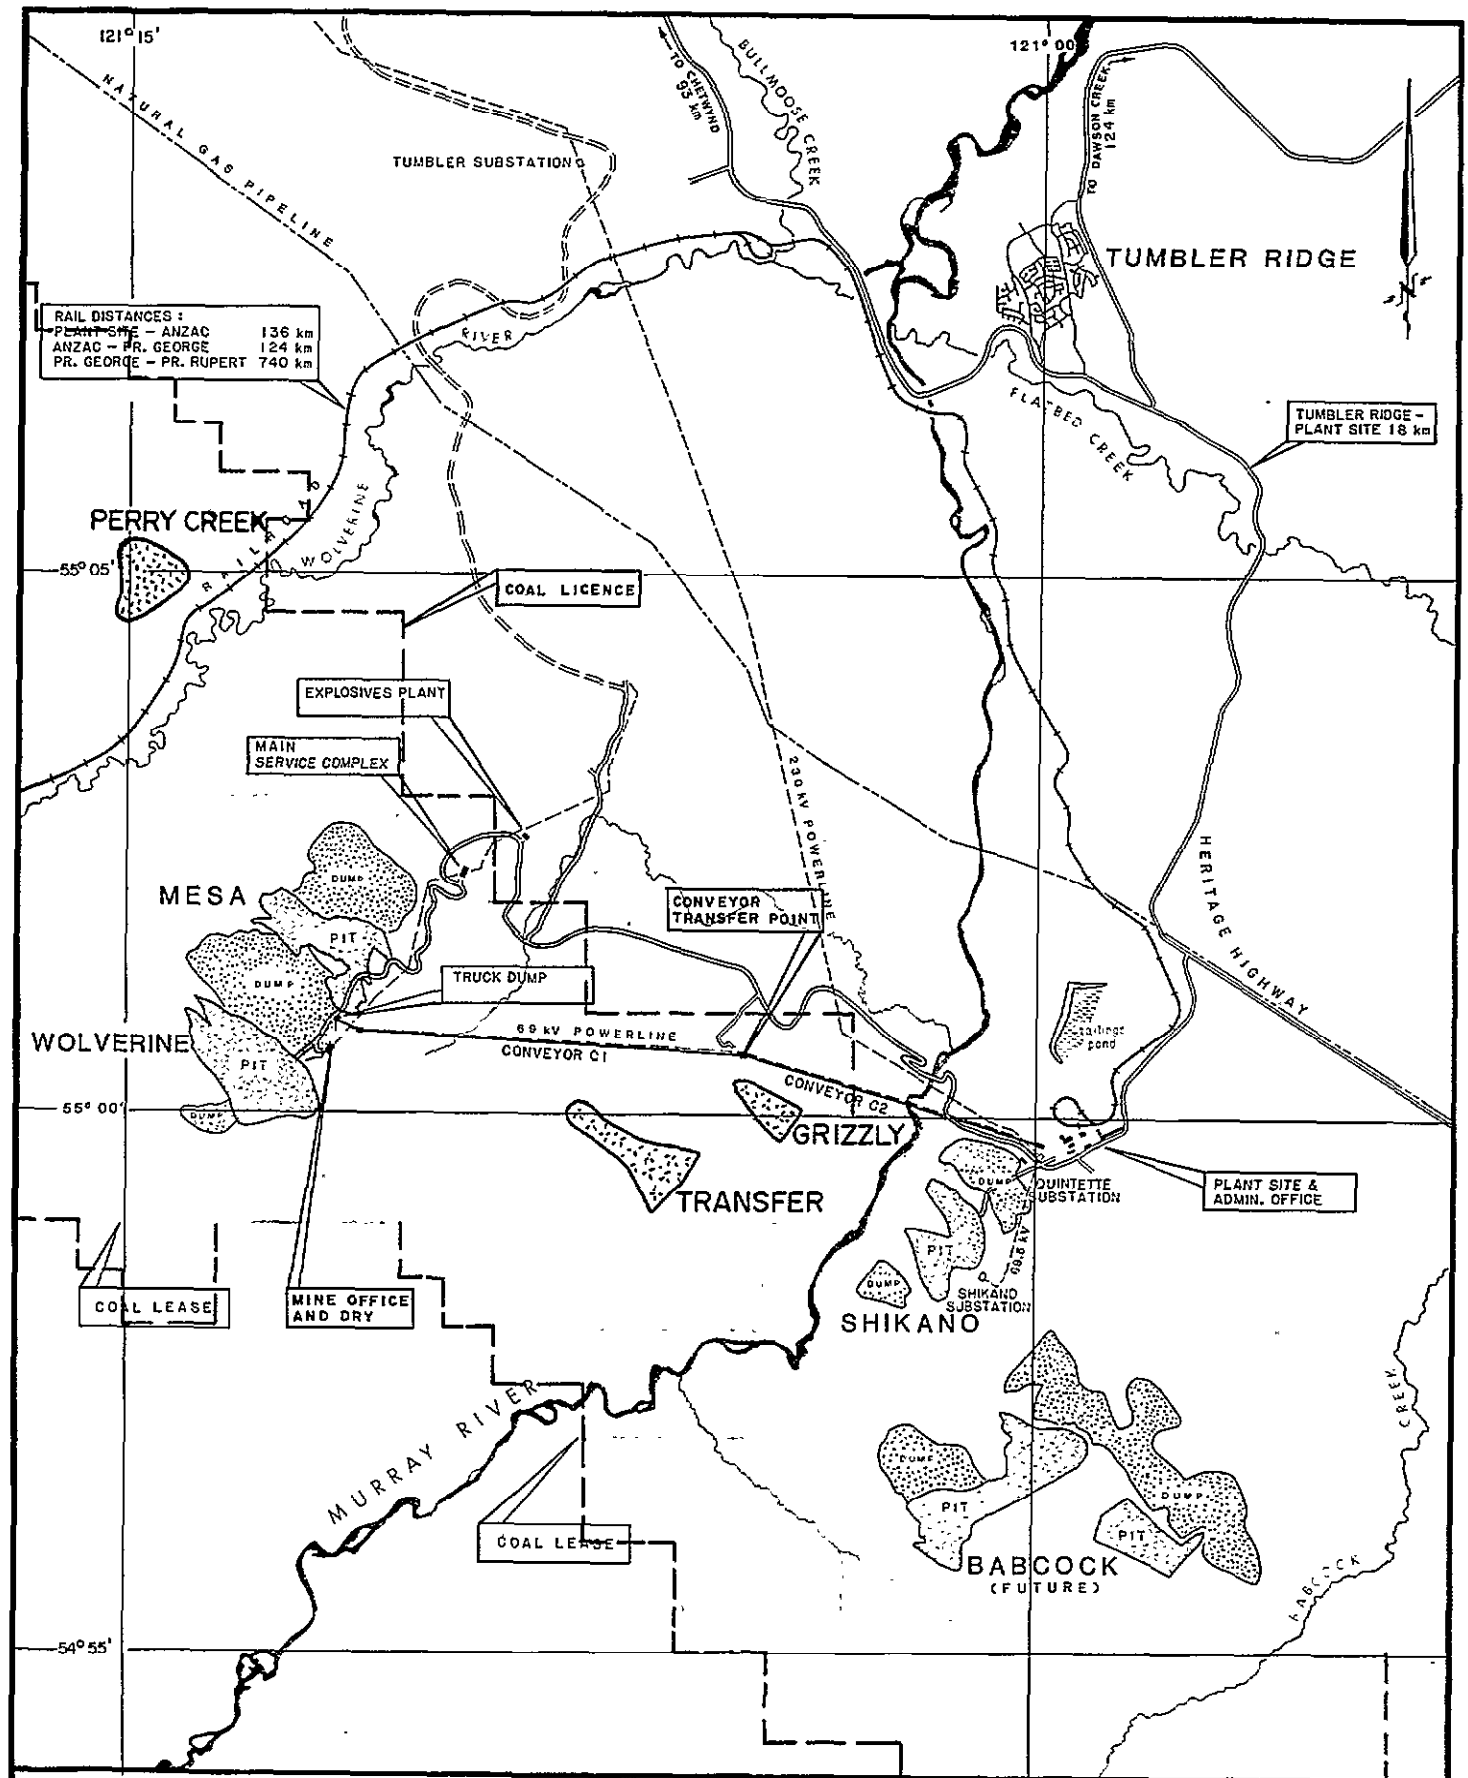 121° 15'
121° 00'
NATURAL GAS PIPELINE
TO CHETWYND
93 km
BULLMOOSE CREEK
TO DAWSON CREEK
124 km
TUMBLER SUBSTATION
TUMBLER RIDGE
N
RAIL DISTANCES :
PLANT SITE - ANZAC 136 km
ANZAC - PR. GEORGE 124 km
PR. GEORGE - PR. RUPERT 740 km
RIVER
FLATBED CREEK
TUMBLER RIDGE -
PLANT SITE 18 km
PERRY CREEK
RAILROAD
WOLVERINE
55° 05'
COAL LICENCE
EXPLOSIVES PLANT
MAIN
SERVICE COMPLEX
230 kV POWERLINE
HERITAGE HIGHWAY
MESA
DUMP
PIT
CONVEYOR
TRANSFER POINT
DUMP
TRUCK DUMP
WOLVERINE
PIT
69 kV POWERLINE
CONVEYOR C1
tailings
pond
CONVEYOR C2
DUMP
55° 00'
GRIZZLY
TRANSFER
DUMP
QUINTETTE
SUBSTATION
PLANT SITE &
ADMIN. OFFICE
PIT
DUMP
SHIKANO
SUBSTATION
SHIKANO
COAL LEASE
MINE OFFICE
AND DRY
MURRAY RIVER
COAL LEASE
DUMP
PIT
DUMP
PIT
BABCOCK
(FUTURE)
BABCOCK CREEK
54° 55'